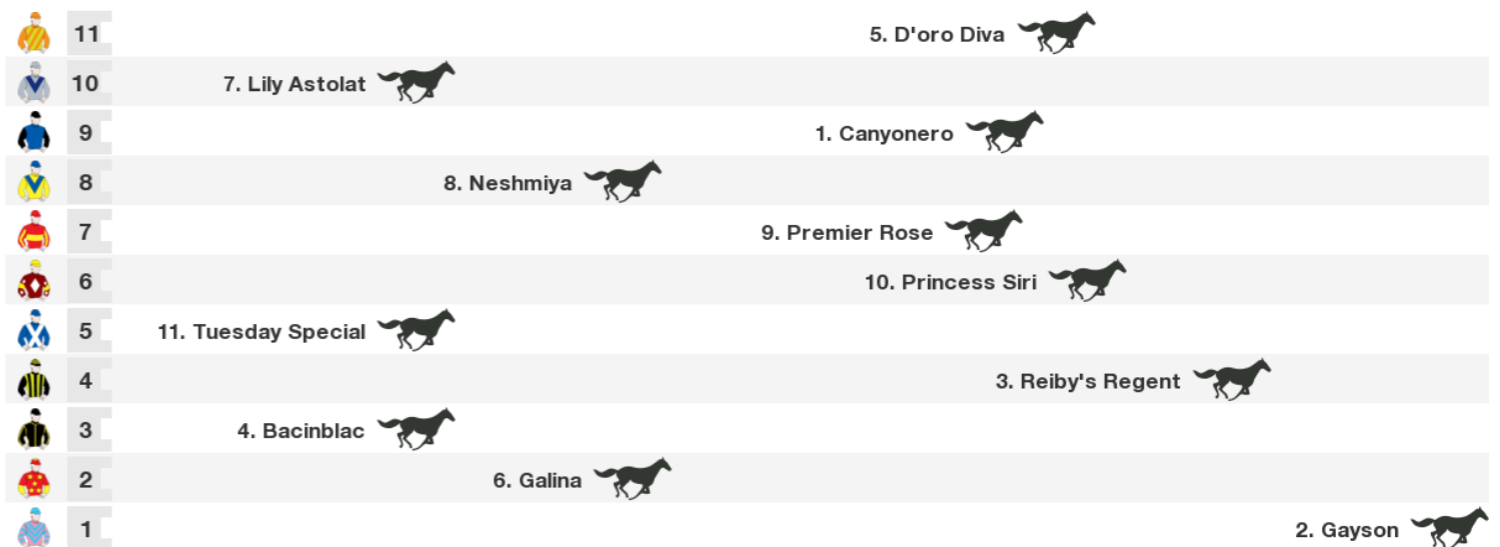 11 5. D'oro Diva
10 7. Lily Astolat
9 1. Canyonero
8 8. Neshmiya
7 9. Premier Rose
6 10. Princess Siri
5 11. Tuesday Special
4 3. Reiby's Regent
3 4. Bacinblac
2 6. Galina
1 2. Gayson